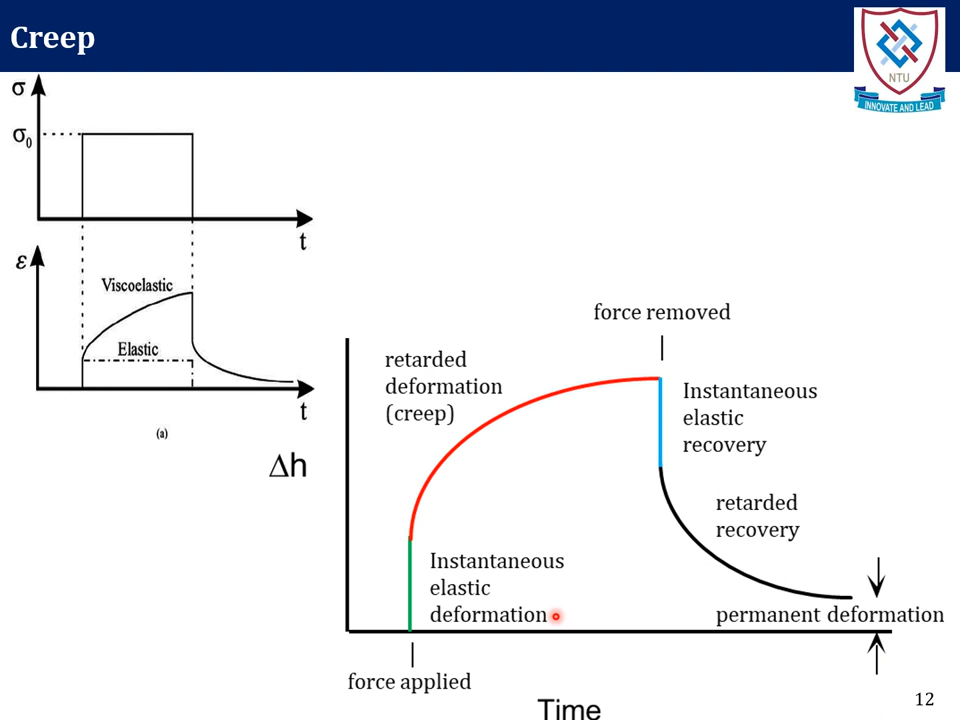 Creep
NTU
INNOVATE AND LEAD
σ
σ0
t
ε
Viscoelastic
Elastic
t
(a)
force removed
retarded
deformation
(creep)
Instantaneous
elastic
recovery
Δh
retarded
recovery
Instantaneous
elastic
deformation
permanent deformation
force applied
Time
12